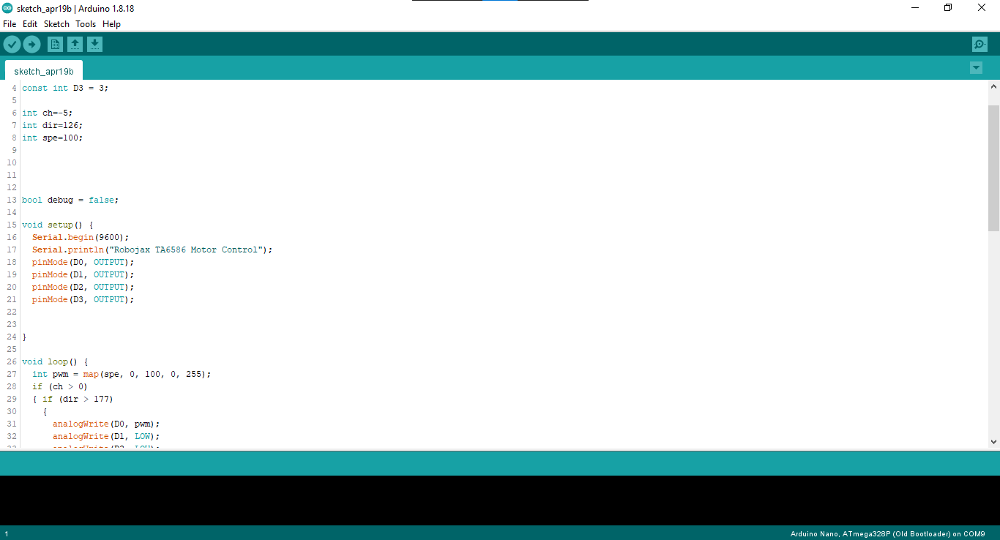 sketch_apr19b | Arduino 1.8.18
File Edit Sketch Tools Help
sketch_apr19b
4 const int D3 = 3;
5
6 int ch=-5;
7 int dir=126;
8 int spe=100;
9
10
11
12
13 bool debug = false;
14
15 void setup() {
16 Serial.begin(9600);
17 Serial.println("Robojax TA6586 Motor Control");
18 pinMode(D0, OUTPUT);
19 pinMode(D1, OUTPUT);
20 pinMode(D2, OUTPUT);
21 pinMode(D3, OUTPUT);
22
23
24 }
25
26 void loop() {
27 int pwm = map(spe, 0, 100, 0, 255);
28 if (ch > 0)
29 { if (dir > 177)
30 {
31 analogWrite(D0, pwm);
32 analogWrite(D1, LOW);
33 analogWrite(D2, LOW);
1
Arduino Nano, ATmega328P (Old Bootloader) on COM9